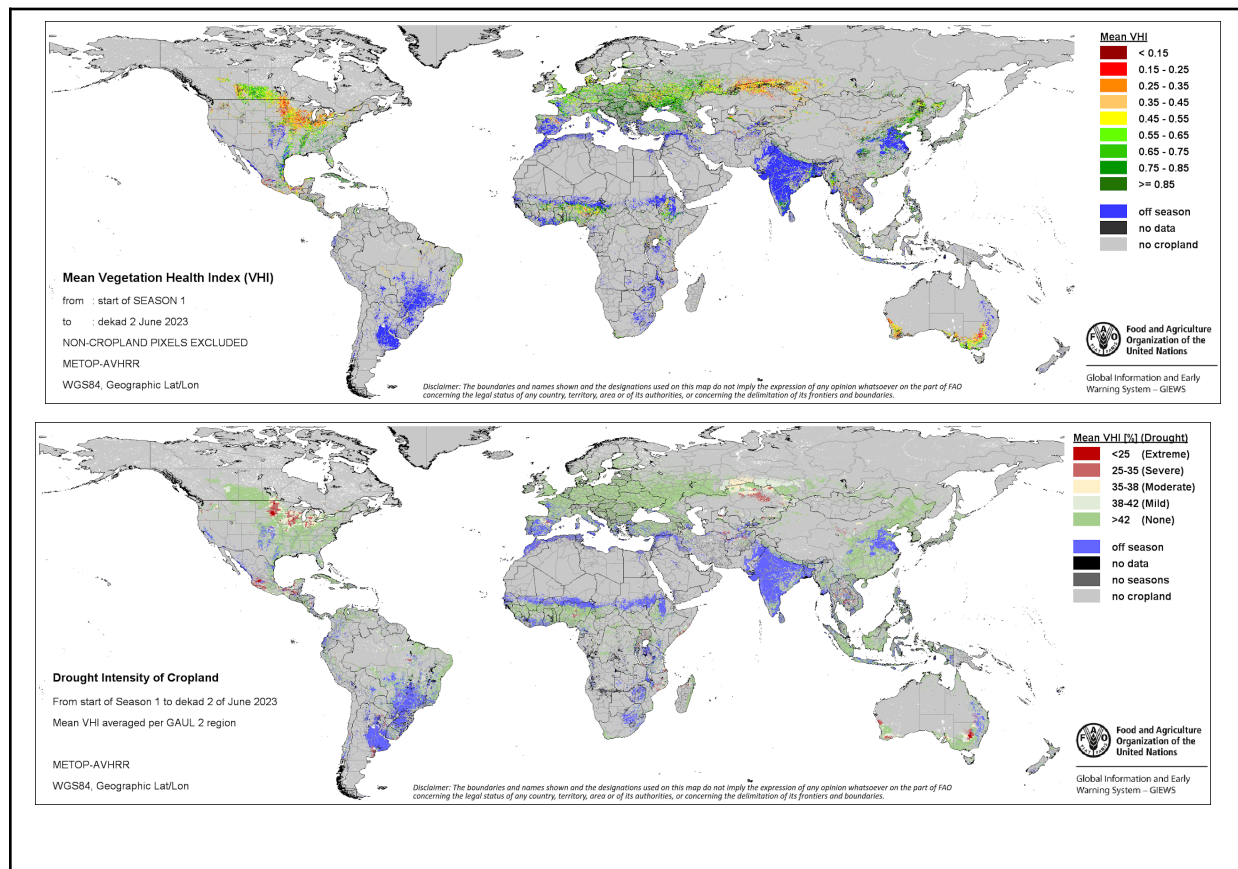 Mean VHI
< 0.15
0.15 - 0.25
0.25 - 0.35
0.35 - 0.45
0.45 - 0.55
0.55 - 0.65
0.65 - 0.75
0.75 - 0.85
>= 0.85
off season
no data
no cropland
Mean Vegetation Health Index (VHI)
from : start of SEASON 1
to : dekad 2 June 2023
NON-CROPLAND PIXELS EXCLUDED
METOP-AVHRR
WGS84, Geographic Lat/Lon
Disclaimer: The boundaries and names shown and the designations used on this map do not imply the expression of any opinion whatsoever on the part of FAO
concerning the legal status of any country, territory, area or of its authorities, or concerning the delimitation of its frontiers and boundaries.
FAO
FIAT PANIS
Food and Agriculture
Organization of the
United Nations
Global Information and Early
Warning System – GIEWS
Mean VHI [%] (Drought)
<25 (Extreme)
25-35 (Severe)
35-38 (Moderate)
38-42 (Mild)
>42 (None)
off season
no data
no seasons
no cropland
Drought Intensity of Cropland
From start of Season 1 to dekad 2 of June 2023
Mean VHI averaged per GAUL 2 region
METOP-AVHRR
WGS84, Geographic Lat/Lon
Disclaimer: The boundaries and names shown and the designations used on this map do not imply the expression of any opinion whatsoever on the part of FAO
concerning the legal status of any country, territory, area or of its authorities, or concerning the delimitation of its frontiers and boundaries.
FAO
FIAT PANIS
Food and Agriculture
Organization of the
United Nations
Global Information and Early
Warning System – GIEWS